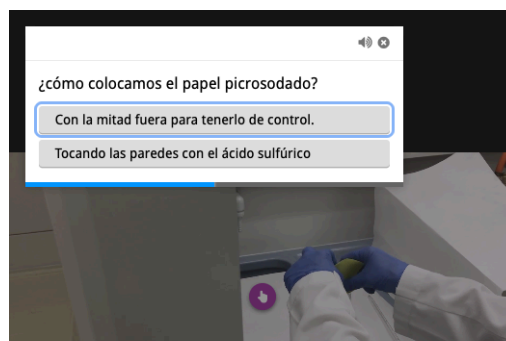 ¿cómo colocamos el papel picrosodado?
Con la mitad fuera para tenerlo de control.
Tocando las paredes con el ácido sulfúrico